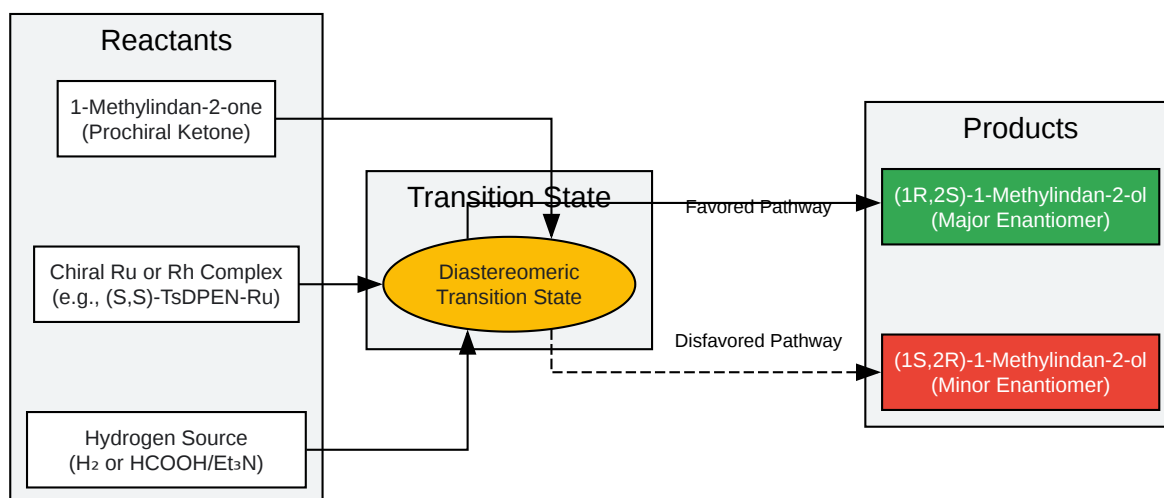 Reactants
1-Methylindan-2-one
(Prochiral Ketone)
Chiral Ru or Rh Complex
(e.g., (S,S)-TsDPEN-Ru)
Hydrogen Source
(H₂ or HCOOH/Et₃N)
Transition State
Diastereomeric
Transition State
Favored Pathway
Disfavored Pathway
Products
(1R,2S)-1-Methylindan-2-ol
(Major Enantiomer)
(1S,2R)-1-Methylindan-2-ol
(Minor Enantiomer)